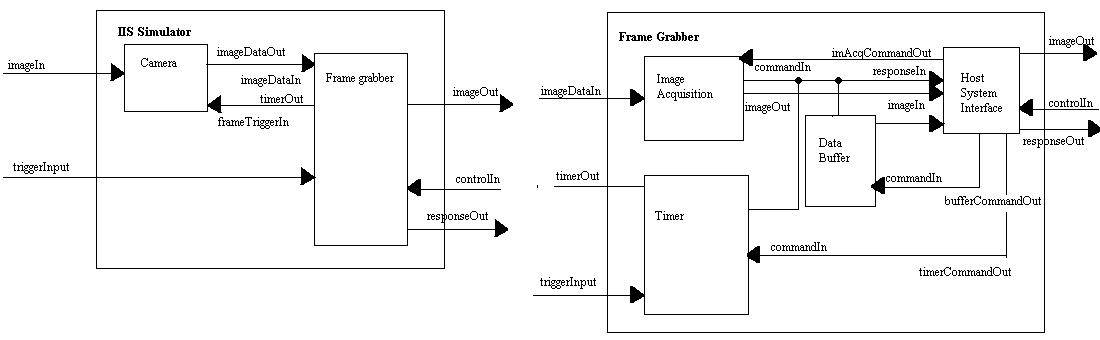 IIS Simulator
imageIn
Camera
imageDataOut
imageDataIn
timerOut
frameTriggerIn
Frame grabber
imageOut
triggerInput
controlIn
responseOut
Frame Grabber
imAcqCommandOut
imageOut
commandIn
responseIn
Image
Acquisition
Host
System
Interface
imageDataIn
imageOut
imageIn
controlIn
Data
Buffer
responseOut
timerOut
commandIn
bufferCommandOut
Timer
commandIn
timerCommandOut
triggerInput